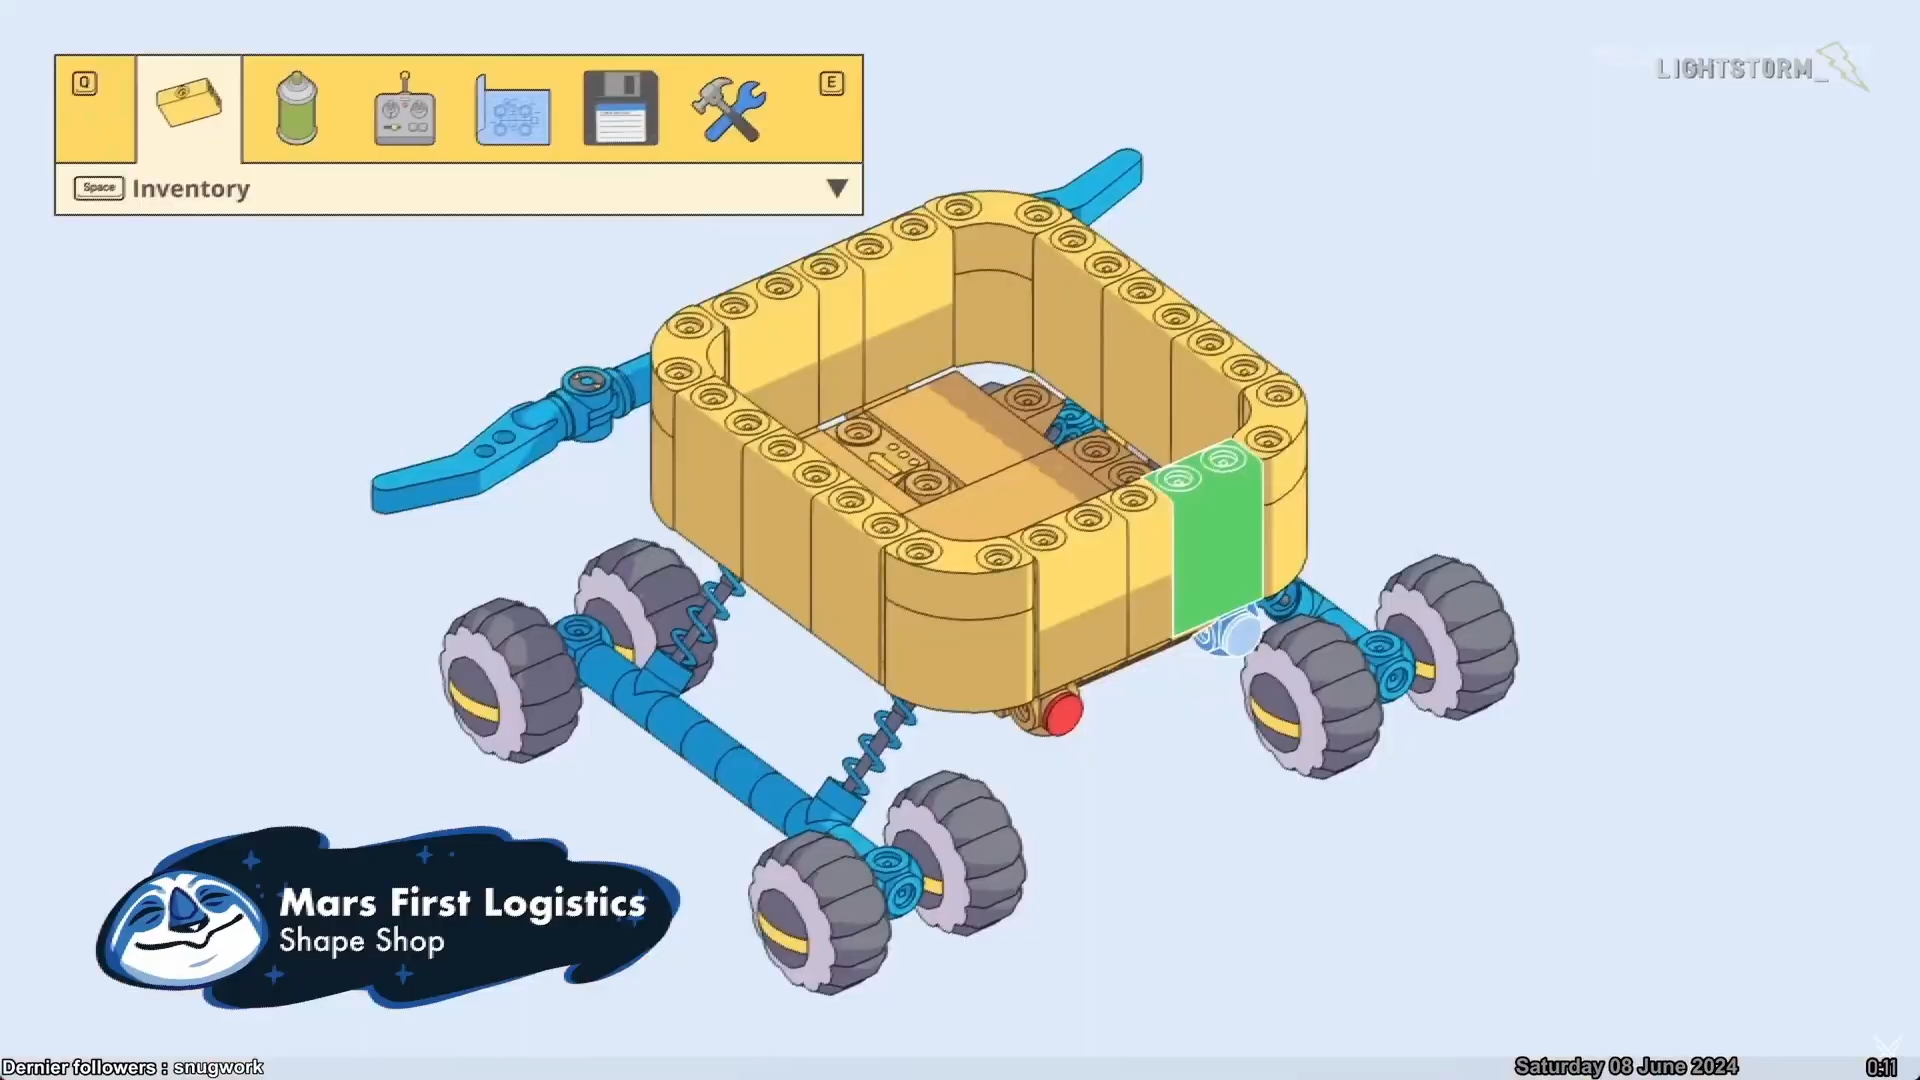 Q
E
LIGHTSTORM_
Space Inventory
Mars First Logistics
Shape Shop
Dernier followers : snugwork
Saturday 08 June 2024
0:11